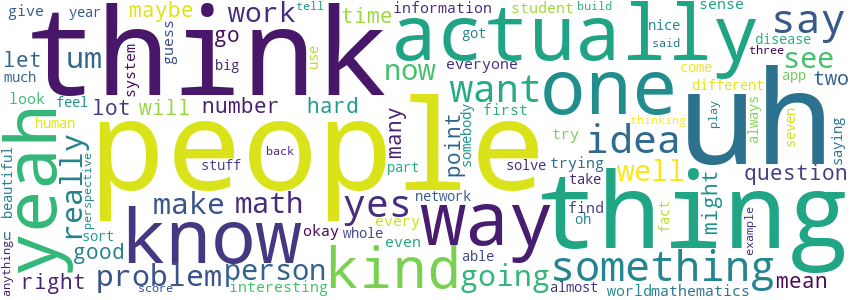 give year maybe work time information student build tell sense
much let um think guess go got nice said three
system big use now everyone actually say
look feel lot will number hard want one come disease see
human people many first different app two
beautiful yeah really perspective stuff back part point somebody try idea thinking play always seven saying
solve trying well uh question
anything= sort good make math yes way network take find oh might fact example
know okay whole every even able thing
right problem person kind going something mean
score interesting almost world mathematics